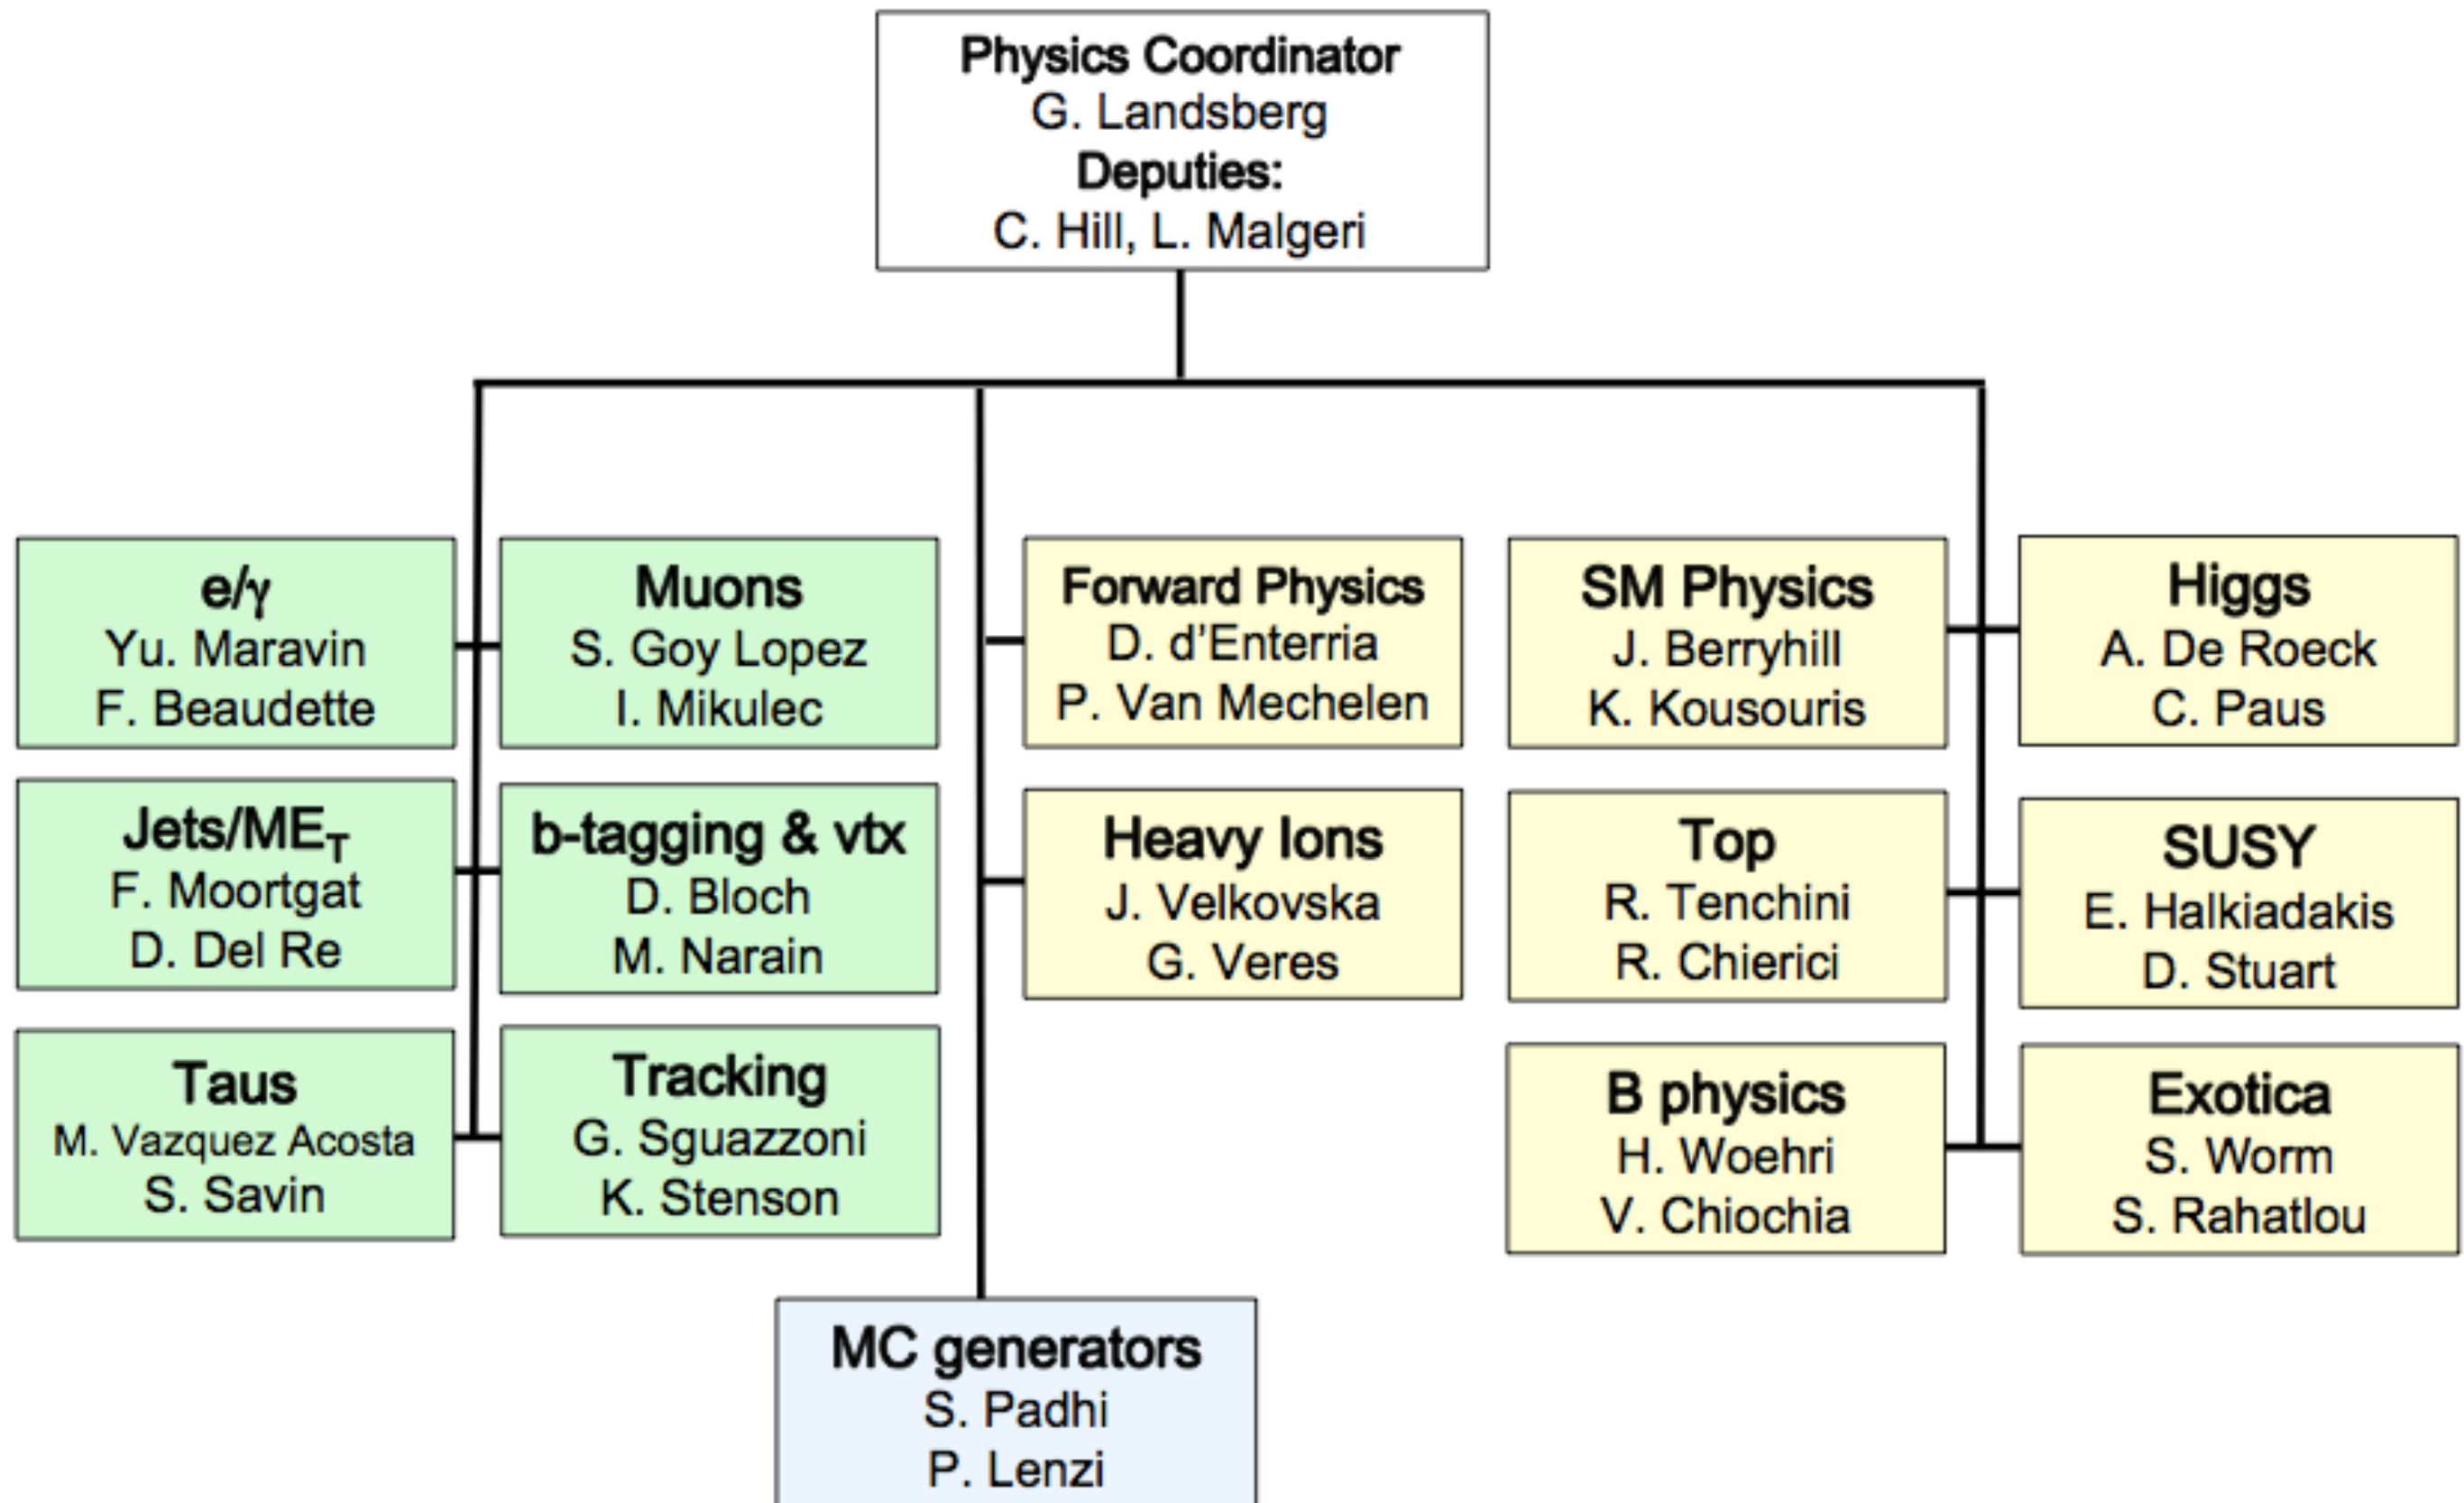 Physics Coordinator
G. Landsberg
Deputies:
C. Hill, L. Malgeri
e/γ
Yu. Maravin
F. Beaudette
Muons
S. Goy Lopez
I. Mikulec
Forward Physics
D. d'Enterria
P. Van Mechelen
SM Physics
J. Berryhill
K. Kousouris
Higgs
A. De Roeck
C. Paus
Jets/MET
F. Moortgat
D. Del Re
b-tagging & vtx
D. Bloch
M. Narain
Heavy Ions
J. Velkovska
G. Veres
Top
R. Tenchini
R. Chierici
SUSY
E. Halkiadakis
D. Stuart
Taus
M. Vazquez Acosta
S. Savin
Tracking
G. Sguazzoni
K. Stenson
B physics
H. Woehri
V. Chiochia
Exotica
S. Worm
S. Rahatlou
MC generators
S. Padhi
P. Lenzi